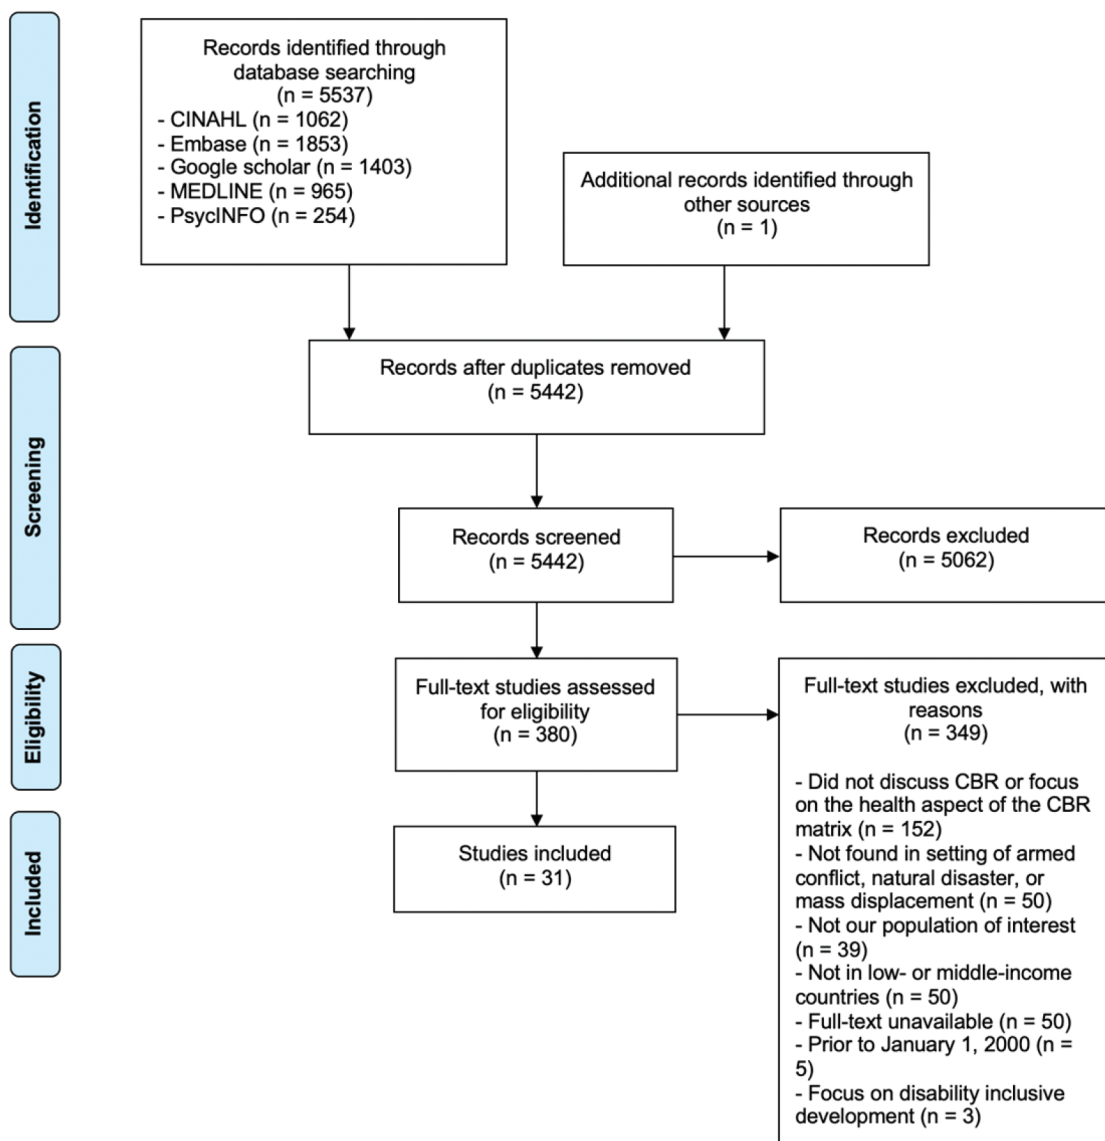 Identification
Records identified through
database searching
(n = 5537)
- CINAHL (n = 1062)
- Embase (n = 1853)
- Google scholar (n = 1403)
- MEDLINE (n = 965)
- PsycINFO (n = 254)
Additional records identified through
other sources
(n = 1)
Screening
Records after duplicates removed
(n = 5442)
Records screened
(n = 5442)
Records excluded
(n = 5062)
Eligibility
Full-text studies assessed
for eligibility
(n = 380)
Full-text studies excluded, with
reasons
(n = 349)
- Did not discuss CBR or focus
on the health aspect of the CBR
matrix (n = 152)
- Not found in setting of armed
conflict, natural disaster, or
mass displacement (n = 50)
- Not our population of interest
(n = 39)
- Not in low- or middle-income
countries (n = 50)
- Full-text unavailable (n = 50)
- Prior to January 1, 2000 (n =
5)
- Focus on disability inclusive
development (n = 3)
Included
Studies included
(n = 31)